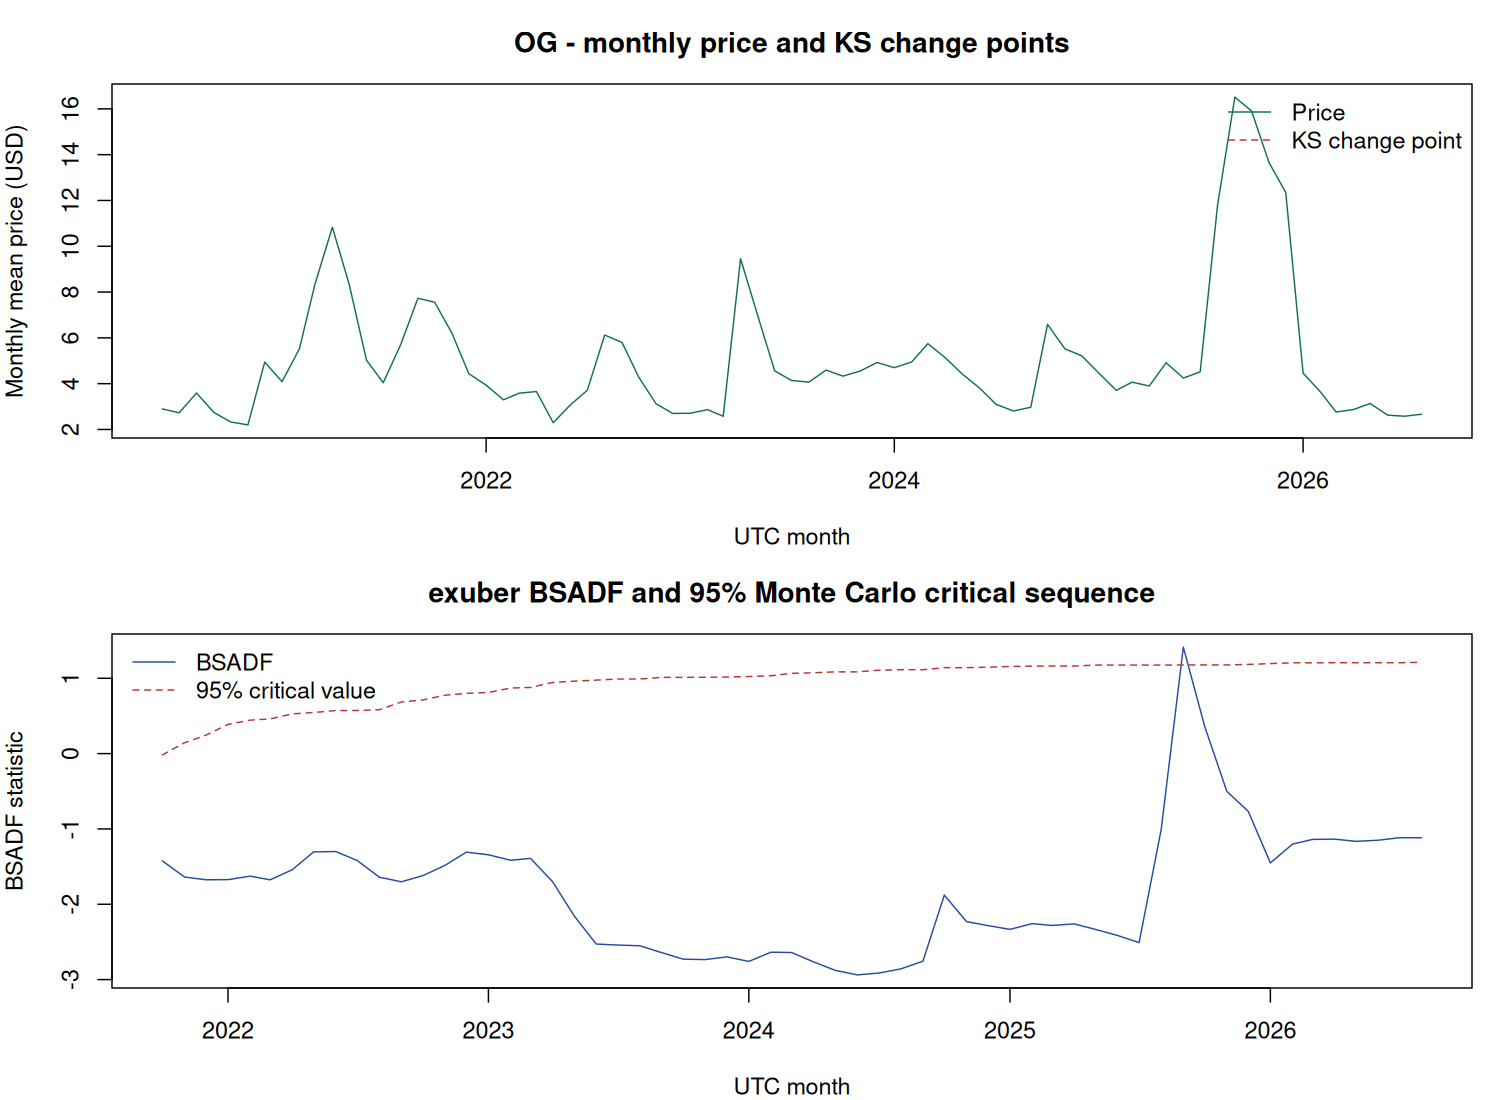 OG - monthly price and KS change points
Monthly mean price (USD)
16
14
12
10
8
6
4
2
Price
KS change point
2022
2024
2026
UTC month
exuber BSADF and 95% Monte Carlo critical sequence
BSADF statistic
1
0
-1
-2
-3
BSADF
95% critical value
2022
2023
2024
2025
2026
UTC month